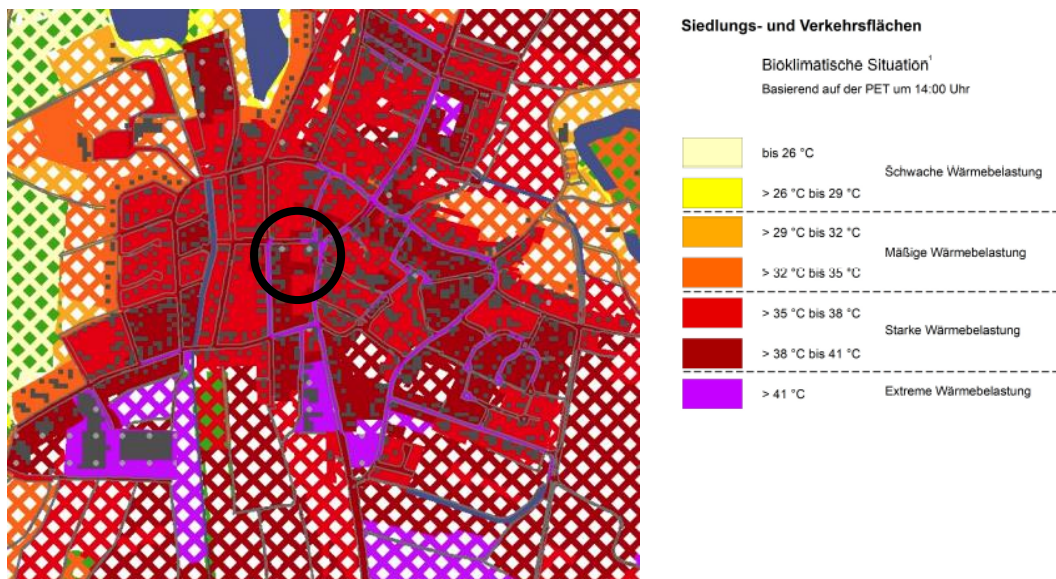 Siedlungs- und Verkehrsflächen
Bioklimatische Situation¹
Basierend auf der PET um 14:00 Uhr
bis 26 °C
Schwache Wärmebelastung
> 26 °C bis 29 °C
> 29 °C bis 32 °C
Mäßige Wärmebelastung
> 32 °C bis 35 °C
> 35 °C bis 38 °C
Starke Wärmebelastung
> 38 °C bis 41 °C
> 41 °C Extreme Wärmebelastung